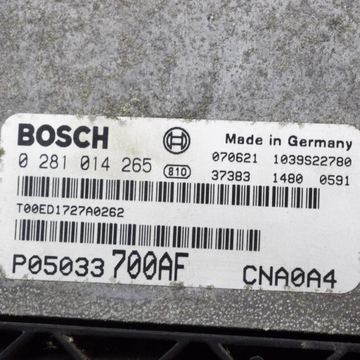 BOSCH Made in Germany
0 281 014 265 810 070621 1039S22780
37383 1480 0591
T00ED1727A0262
P05033700AF CNA0A4